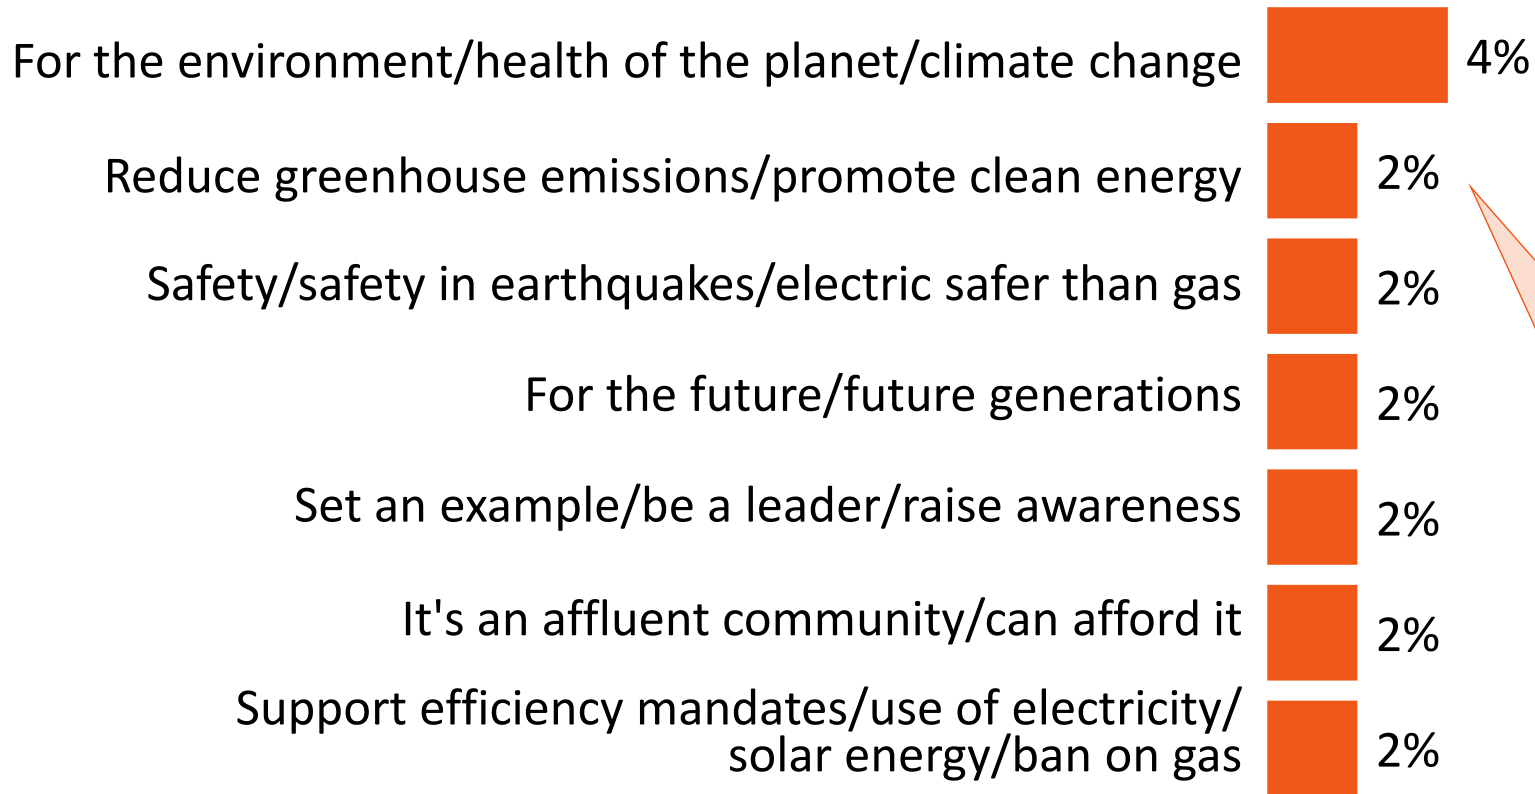 For the environment/health of the planet/climate change 4%
Reduce greenhouse emissions/promote clean energy 2%
Safety/safety in earthquakes/electric safer than gas 2%
For the future/future generations 2%
Set an example/be a leader/raise awareness 2%
It's an affluent community/can afford it 2%
Support efficiency mandates/use of electricity/
solar energy/ban on gas 2%